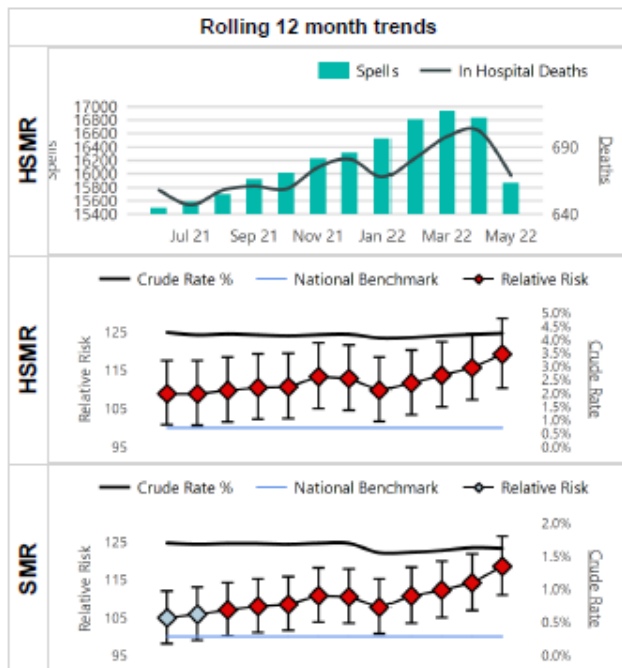 Rolling 12 month trends
HSMR
Spells In Hospital Deaths
17000
16800
16600
16400
16200
16000
15800
15600
15400
Spells
690
640
Deaths
Jul 21 Sep 21 Nov 21 Jan 22 Mar 22 May 22
HSMR
Crude Rate % National Benchmark Relative Risk
125
115
105
95
Relative Risk
5.0%
4.5%
4.0%
3.5%
3.0%
2.5%
2.0%
1.5%
1.0%
0.5%
0.0%
Crude Rate
SMR
Crude Rate % National Benchmark Relative Risk
125
115
105
95
Relative Risk
2.0%
1.5%
1.0%
0.5%
0.0%
Crude Rate